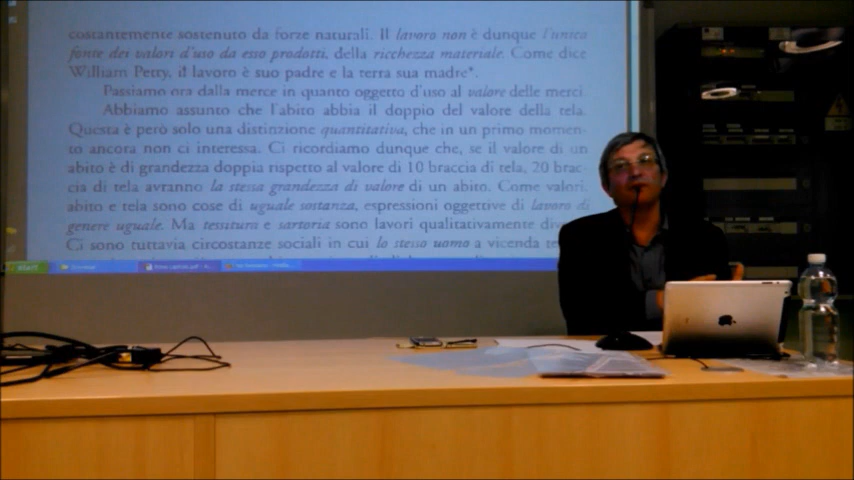 costantemente sostenuto da forze naturali. Il lavoro non è dunque l'unica
fonte dei valori d'uso da esso prodotti, della ricchezza materiale. Come dice
William Petty, il lavoro è suo padre e la terra sua madre*.
Passiamo ora dalla merce in quanto oggetto d'uso al valore delle merci.
Abbiamo assunto che l'abito abbia il doppio del valore della tela.
Questa è però solo una distinzione quantitativa, che in un primo momen-
to ancora non ci interessa. Ci ricordiamo dunque che, se il valore di un
abito è di grandezza doppia rispetto al valore di 10 braccia di tela, 20 brac-
cia di tela avranno la stessa grandezza di valore di un abito. Come valori,
abito e tela sono cose di uguale sostanza, espressioni oggettive di lavoro di
genere uguale. Ma tessitura e sartoria sono lavori qualitativamente
Ci sono tuttavia circostanze sociali in cui lo stesso uomo a vicenda
start